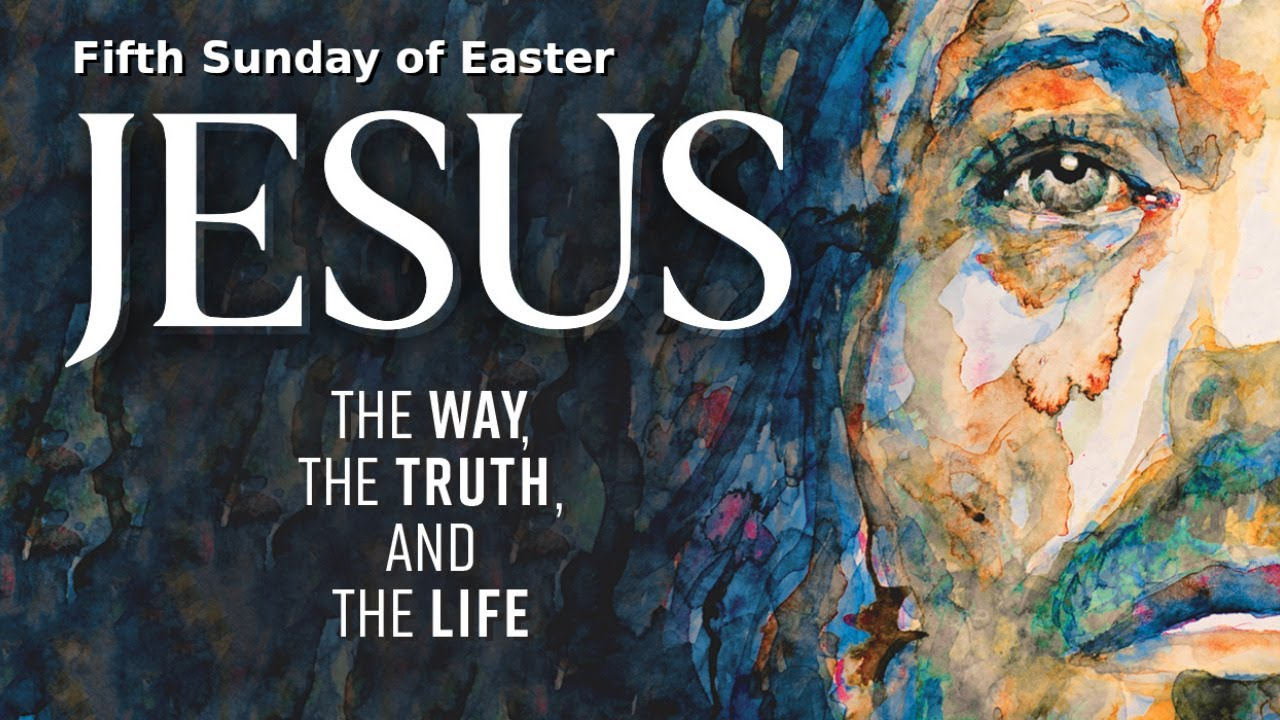 Fifth Sunday of Easter
JESUS
THE WAY,
THE TRUTH,
AND
THE LIFE